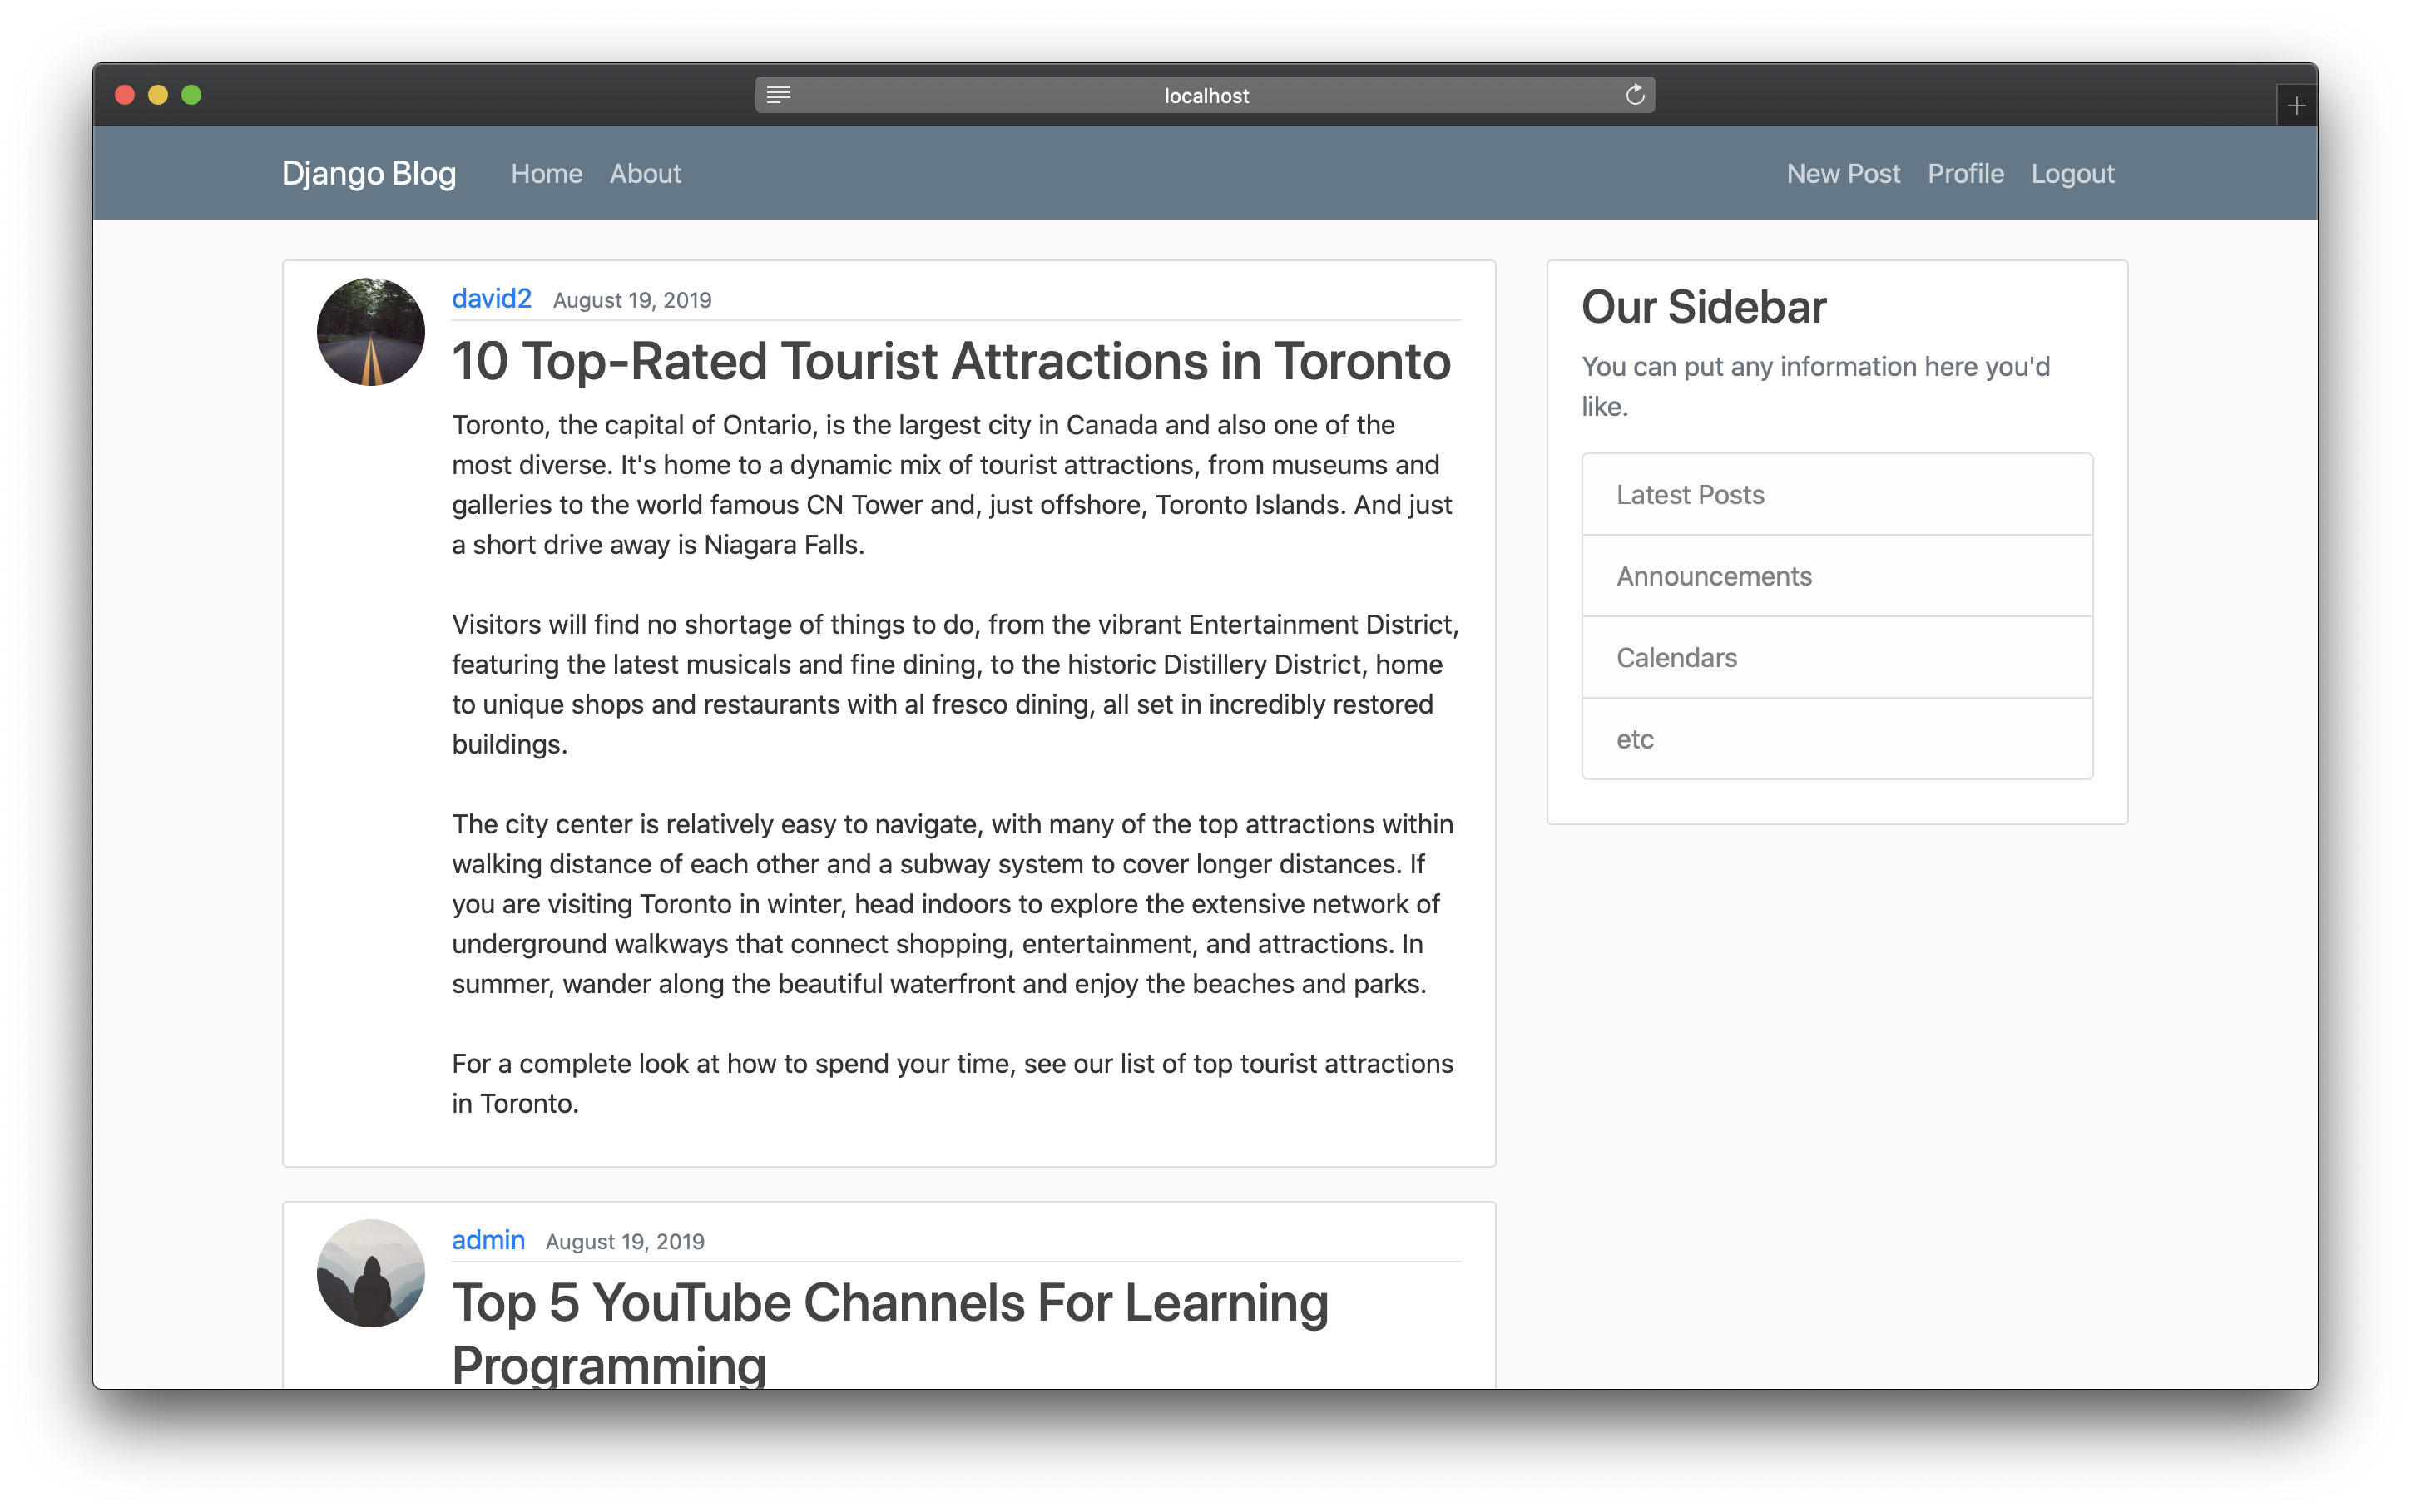 localhost
Django Blog Home About New Post Profile Logout
david2 August 19, 2019
10 Top-Rated Tourist Attractions in Toronto
Toronto, the capital of Ontario, is the largest city in Canada and also one of the
most diverse. It's home to a dynamic mix of tourist attractions, from museums and
galleries to the world famous CN Tower and, just offshore, Toronto Islands. And just
a short drive away is Niagara Falls.
Visitors will find no shortage of things to do, from the vibrant Entertainment District,
featuring the latest musicals and fine dining, to the historic Distillery District, home
to unique shops and restaurants with al fresco dining, all set in incredibly restored
buildings.
The city center is relatively easy to navigate, with many of the top attractions within
walking distance of each other and a subway system to cover longer distances. If
you are visiting Toronto in winter, head indoors to explore the extensive network of
underground walkways that connect shopping, entertainment, and attractions. In
summer, wander along the beautiful waterfront and enjoy the beaches and parks.
For a complete look at how to spend your time, see our list of top tourist attractions
in Toronto.
admin August 19, 2019
Top 5 YouTube Channels For Learning
Programming
Our Sidebar
You can put any information here you'd
like.
Latest Posts
Announcements
Calendars
etc